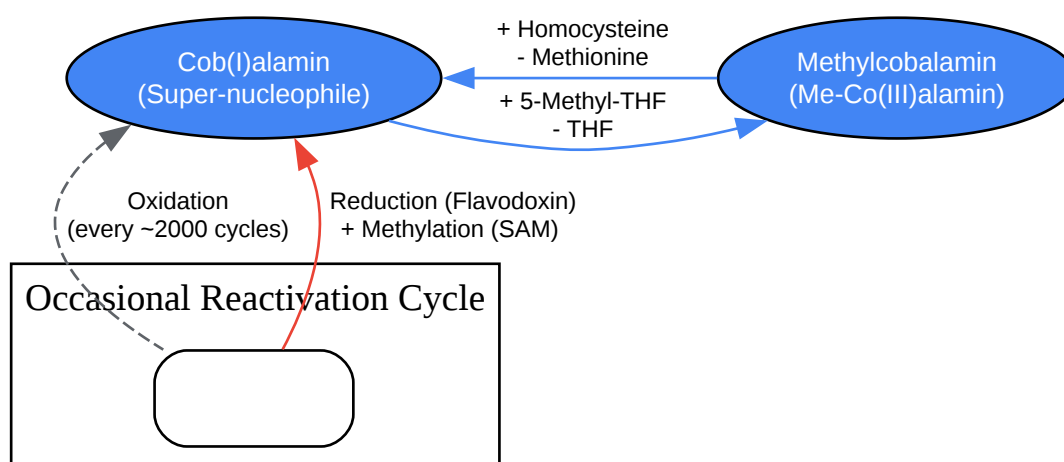 Cob(I)alamin
(Super-nucleophile)
+ Homocysteine
- Methionine
+ 5-Methyl-THF
- THF
Methylcobalamin
(Me-Co(III)alamin)
Oxidation
(every ~2000 cycles)
Reduction (Flavodoxin)
+ Methylation (SAM)
Occasional Reactivation Cycle